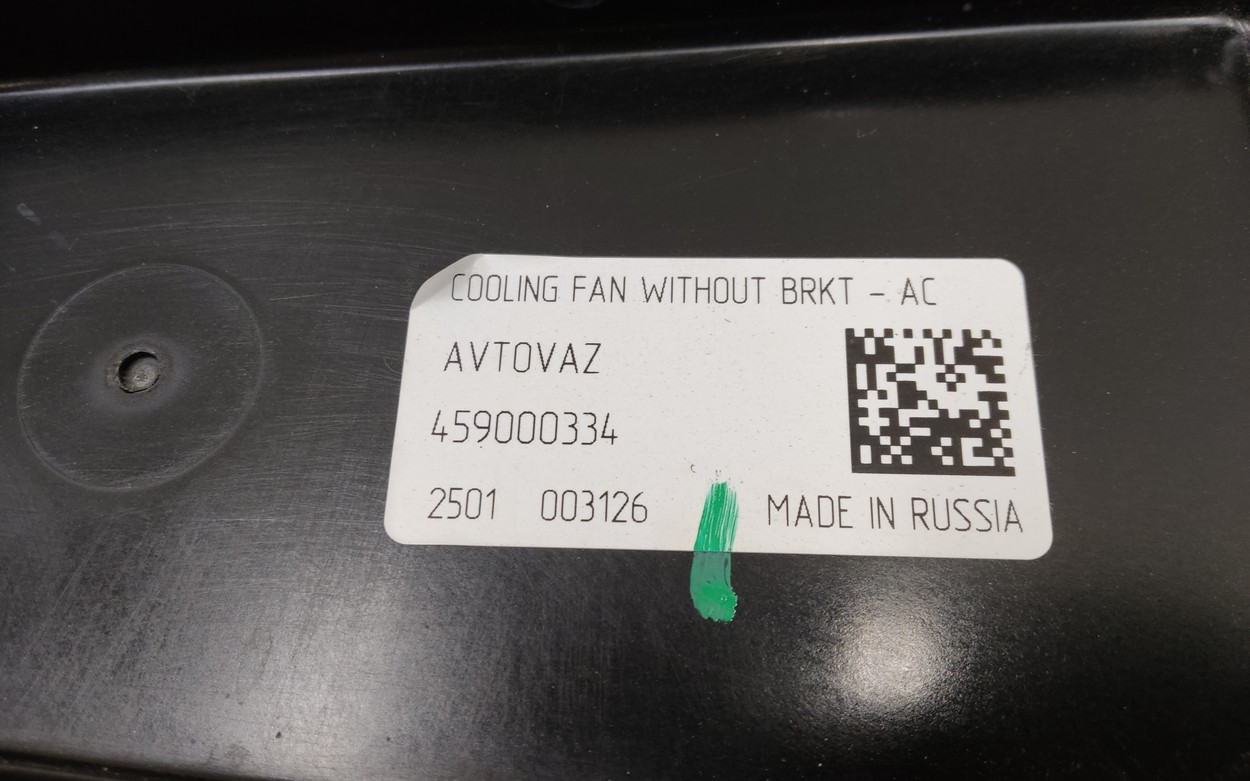 COOLING FAN WITHOUT BRKT - AC
AVTOVAZ
459000334
2501 003126 MADE IN RUSSIA